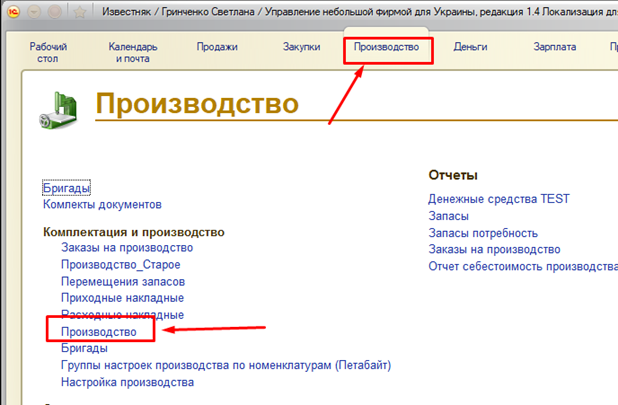 1С Известняк / Гринченко Светлана / Управление небольшой фирмой для Украины, редакция 1.4 Локализация для
Рабочий стол
Календарь и почта
Продажи
Закупки
Производство
Деньги
Зарплата
Производство
Бригады
Комплекты документов
Комплектация и производство
Заказы на производство
Производство_Старое
Перемещения запасов
Приходные накладные
Расходные накладные
Производство
Бригады
Группы настроек производства по номенклатурам (Петабайт)
Настройка производства
Отчеты
Денежные средства TEST
Запасы
Запасы потребность
Заказы на производство
Отчет себестоимость производства